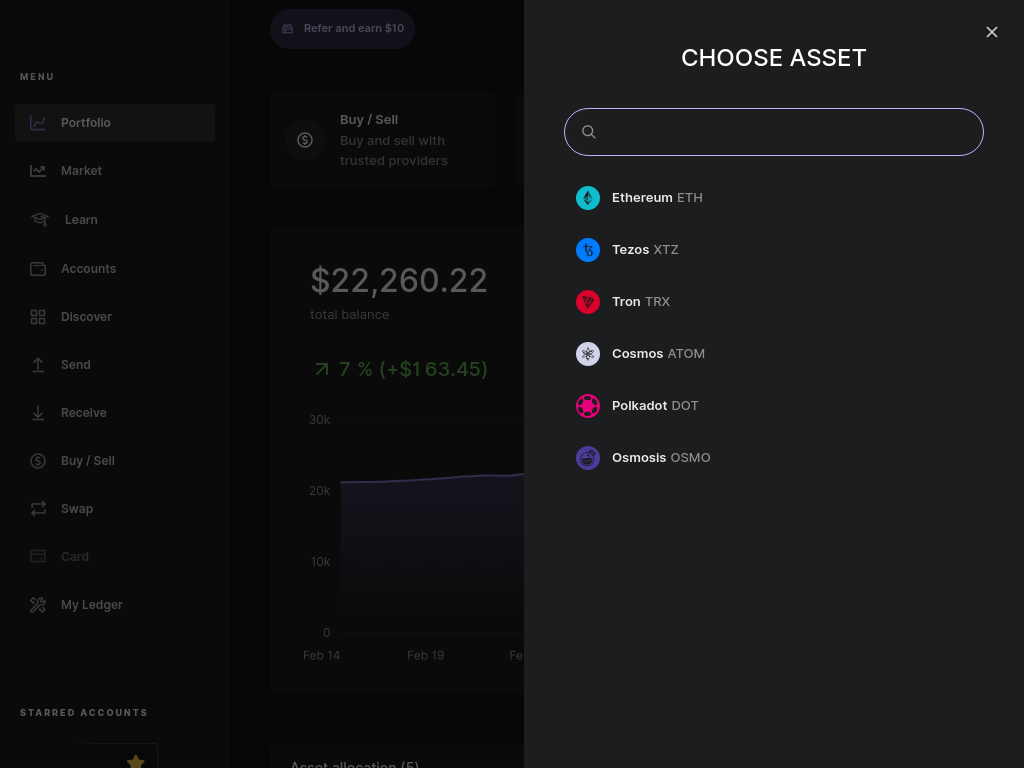 Refer and earn $10
MENU
Portfolio
Market
Learn
Accounts
Discover
Send
Receive
Buy / Sell
Swap
Card
My Ledger
STARRED ACCOUNTS
Buy / Sell
Buy and sell with
trusted providers
$22,260.22
total balance
7 % (+$1 63.45)
30k
20k
10k
0
Feb 14
Feb 19
Fe
Asset allocation (5)
CHOOSE ASSET
Ethereum ETH
Tezos XTZ
Tron TRX
Cosmos ATOM
Polkadot DOT
Osmosis OSMO